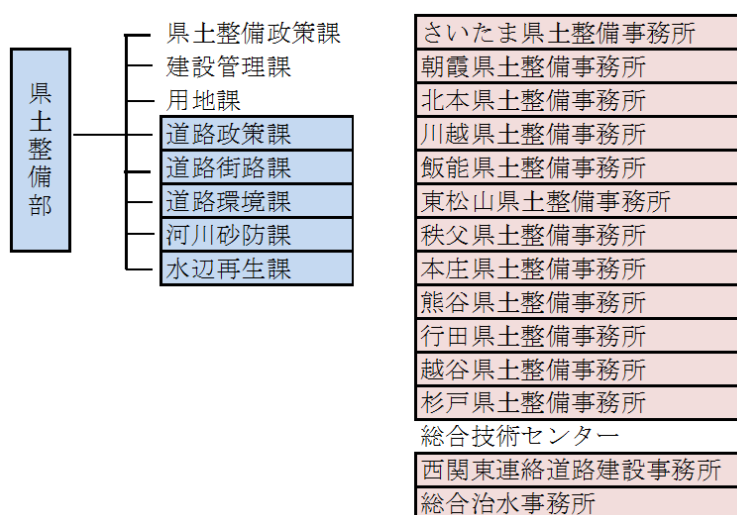 県土整備部
県土整備政策課
建設管理課
用地課
道路政策課
道路街路課
道路環境課
河川砂防課
水辺再生課
さいたま県土整備事務所
朝霞県土整備事務所
北本県土整備事務所
川越県土整備事務所
飯能県土整備事務所
東松山県土整備事務所
秩父県土整備事務所
本庄県土整備事務所
熊谷県土整備事務所
行田県土整備事務所
越谷県土整備事務所
杉戸県土整備事務所
総合技術センター
西関東連絡道路建設事務所
総合治水事務所